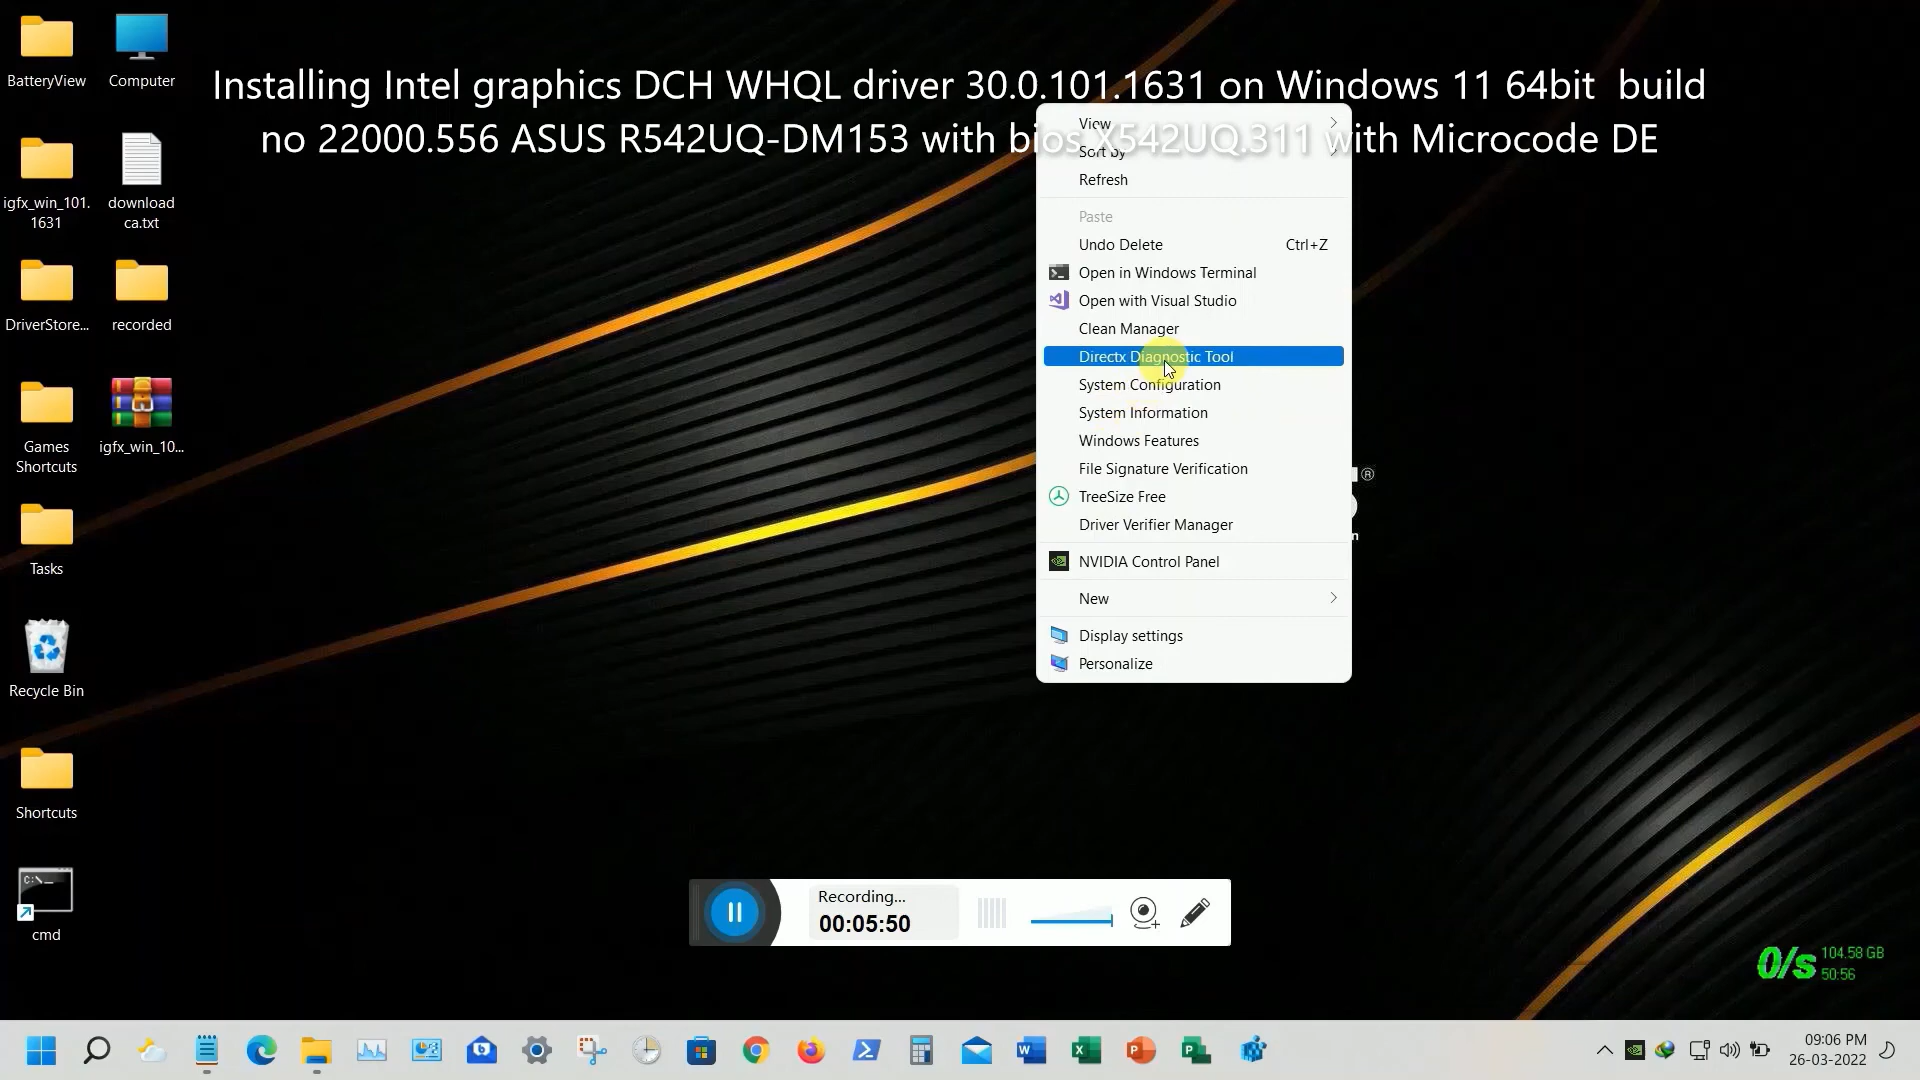 BatteryView
Computer
Installing Intel graphics DCH WHQL driver 30.0.101.1631 on Windows 11 64bit build
no 22000.556 ASUS R542UQ-DM153 with bios X542UQ.311 with Microcode DE
igfx_win_101.
1631
download
ca.txt
DriverStore...
recorded
Games
Shortcuts
igfx_win_10...
Tasks
Recycle Bin
Shortcuts
C:\_
cmd
View
Sort by
Refresh
Paste
Undo Delete Ctrl+Z
Open in Windows Terminal
Open with Visual Studio
Clean Manager
Directx Diagnostic Tool
System Configuration
System Information
Windows Features
File Signature Verification
TreeSize Free
Driver Verifier Manager
NVIDIA Control Panel
New
Display settings
Personalize
®
n
Recording...
00:05:50
0/s
104.58 GB
50:56
09:06 PM
26-03-2022